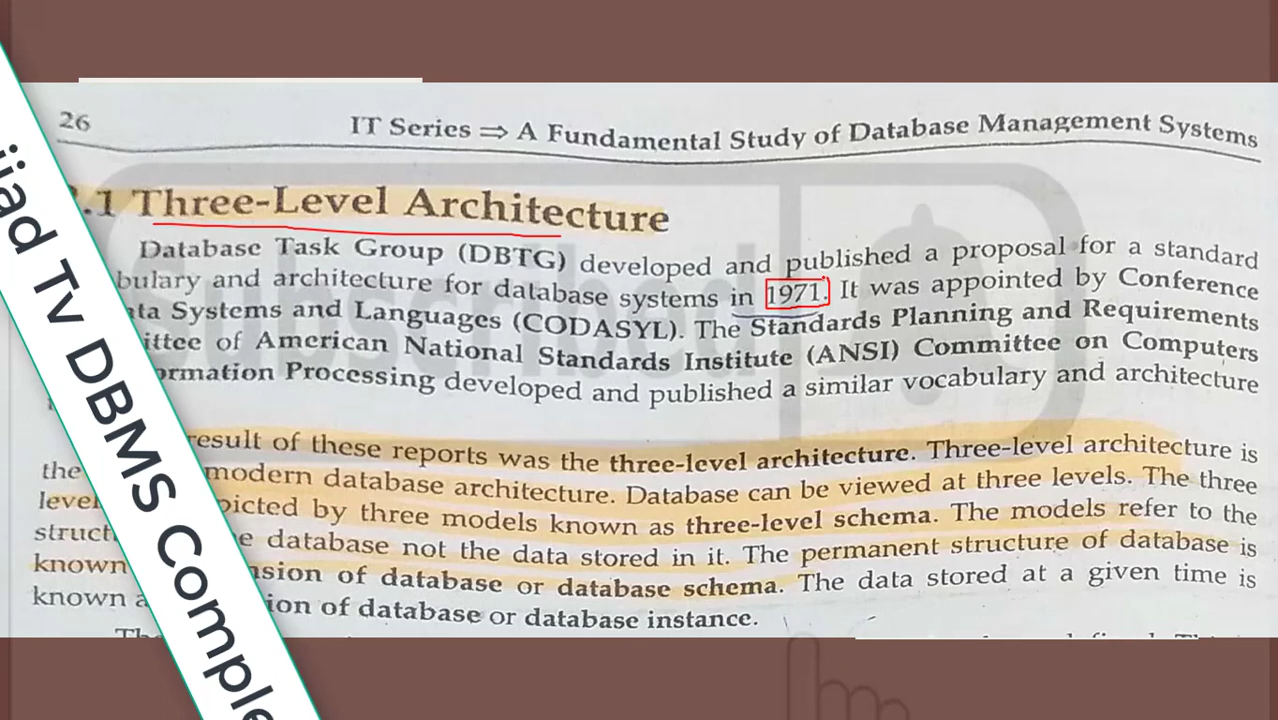 26
IT Series ⇒ A Fundamental Study of Database Management Systems
.1 Three-Level Architecture
Database Task Group (DBTG) developed and published a proposal for a standard
bulary and architecture for database systems in 1971. It was appointed by Conference
ta Systems and Languages (CODASYL). The Standards Planning and Requirements
ittee of American National Standards Institute (ANSI) Committee on Computers
ormation Processing developed and published a similar vocabulary and architecture
result of these reports was the three-level architecture. Three-level architecture is
the modern database architecture. Database can be viewed at three levels. The three
level picted by three models known as three-level schema. The models refer to the
struct e database not the data stored in it. The permanent structure of database is
known nsion of database or database schema. The data stored at a given time is
known a ion of database or database instance.
jad Tv DBMS Comple
Subscribed